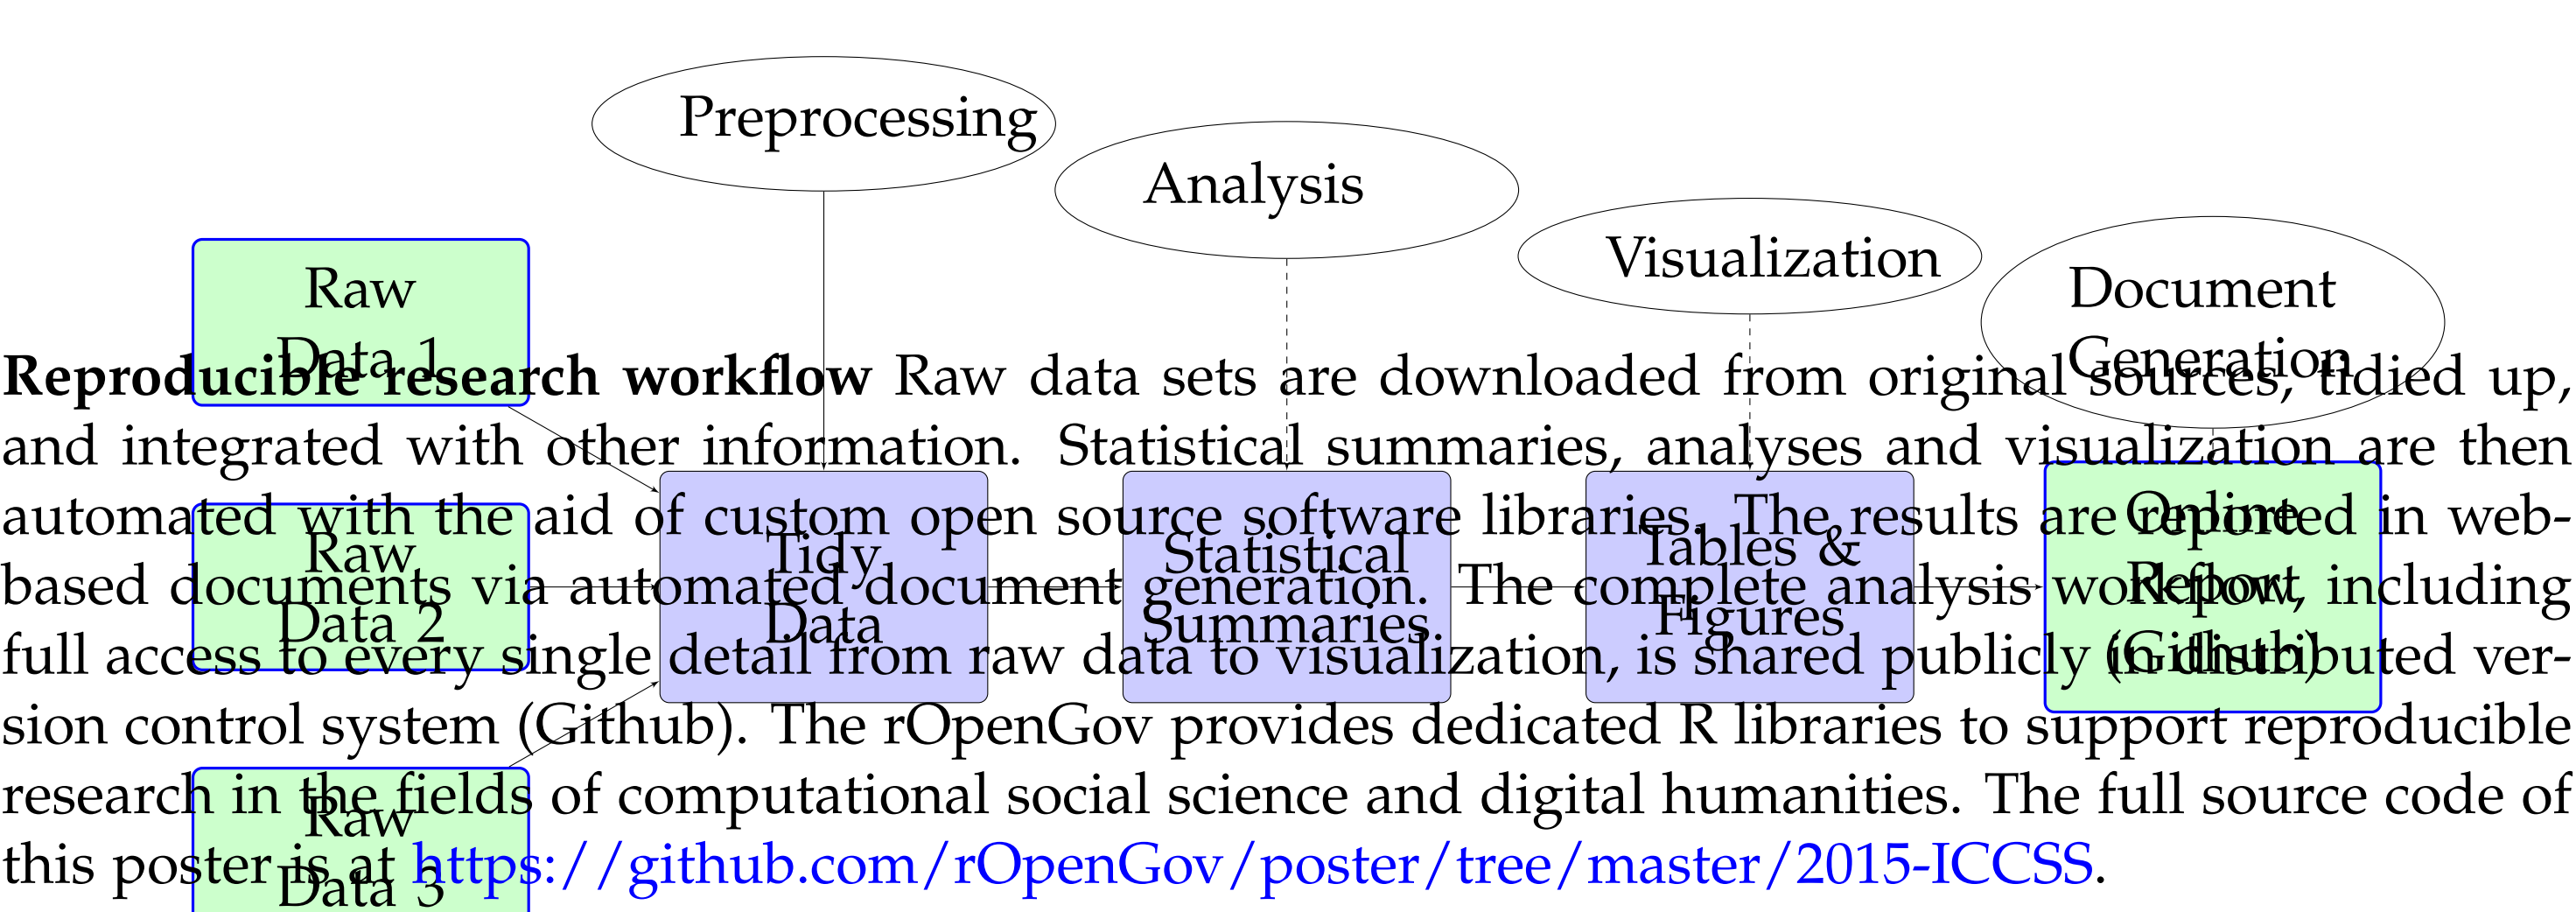 Preprocessing
Analysis
Visualization
Document
Generation
Raw
Data 1
Raw
Data 2
Raw
Data 3
Tidy
Data
Statistical
Summaries
Tables &
Figures
Online
Report
(Github)
Reproducible research workflow Raw data sets are downloaded from original sources, tidied up,
and integrated with other information. Statistical summaries, analyses and visualization are then
automated with the aid of custom open source software libraries. The results are reported in web-
based documents via automated document generation. The complete analysis workflow, including
full access to every single detail from raw data to visualization, is shared publicly in distributed ver-
sion control system (Github). The rOpenGov provides dedicated R libraries to support reproducible
research in the fields of computational social science and digital humanities. The full source code of
this poster is at https://github.com/rOpenGov/poster/tree/master/2015-ICCSS.